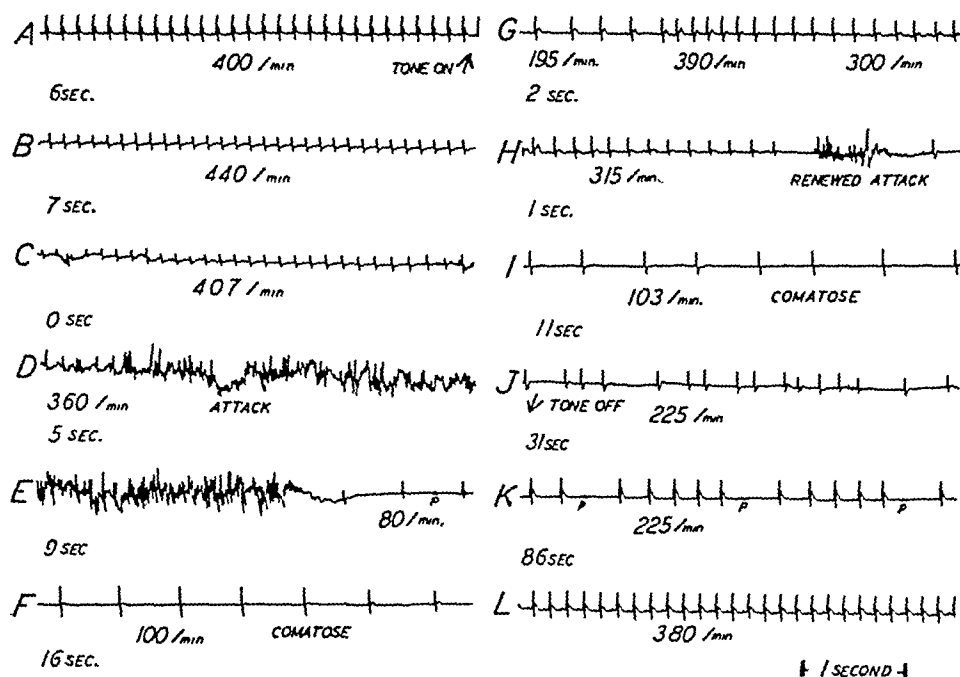 A
400/min
TONE ON
6 SEC.
B
440/min
7 SEC.
C
407/min
0 SEC
D
360/min
ATTACK
5 SEC.
E
P
80/min.
9 SEC
F
100/min
COMATOSE
16 SEC.
G
195/min. 390/min 300/min
2 SEC.
H
315/min.
RENEWED ATTACK
1 SEC.
I
103/min. COMATOSE
11 SEC
J
TONE OFF 225/min
31 SEC
K
P P P
225/min
86 SEC
L
380/min
1 SECOND